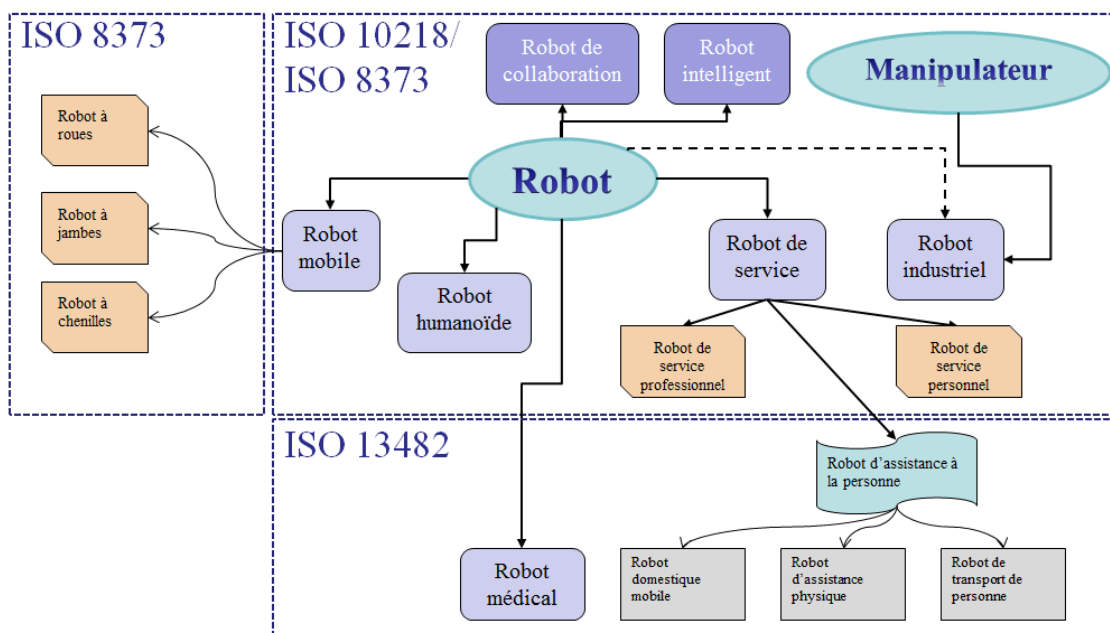 ISO 8373
Robot à
roues
Robot à
jambes
Robot à
chenilles
ISO 10218/
ISO 8373
Robot de
collaboration
Robot
intelligent
Manipulateur
Robot
Robot
mobile
Robot
humanoïde
Robot de
service
Robot
industriel
Robot de
service
professionnel
Robot de
service
personnel
ISO 13482
Robot d'assistance à
la personne
Robot
médical
Robot
domestique
mobile
Robot
d'assistance
physique
Robot de
transport de
personne